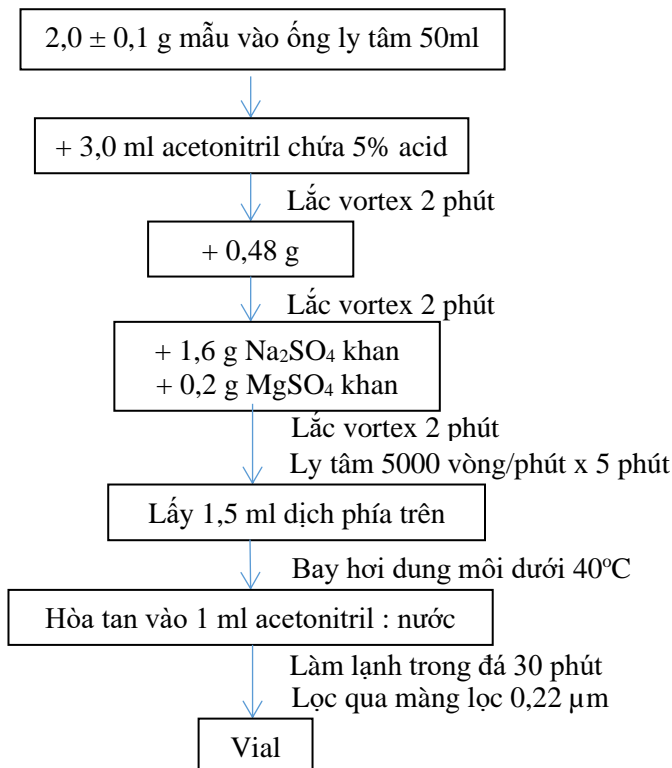 2,0 ± 0,1 g mẫu vào ống ly tâm 50ml
+ 3,0 ml acetonitril chứa 5% acid
Lắc vortex 2 phút
+ 0,48 g
Lắc vortex 2 phút
+ 1,6 g Na₂SO₄ khan
+ 0,2 g MgSO₄ khan
Lắc vortex 2 phút
Ly tâm 5000 vòng/phút x 5 phút
Lấy 1,5 ml dịch phía trên
Bay hơi dung môi dưới 40ᵒC
Hòa tan vào 1 ml acetonitril : nước
Làm lạnh trong đá 30 phút
Lọc qua màng lọc 0,22 µm
Vial